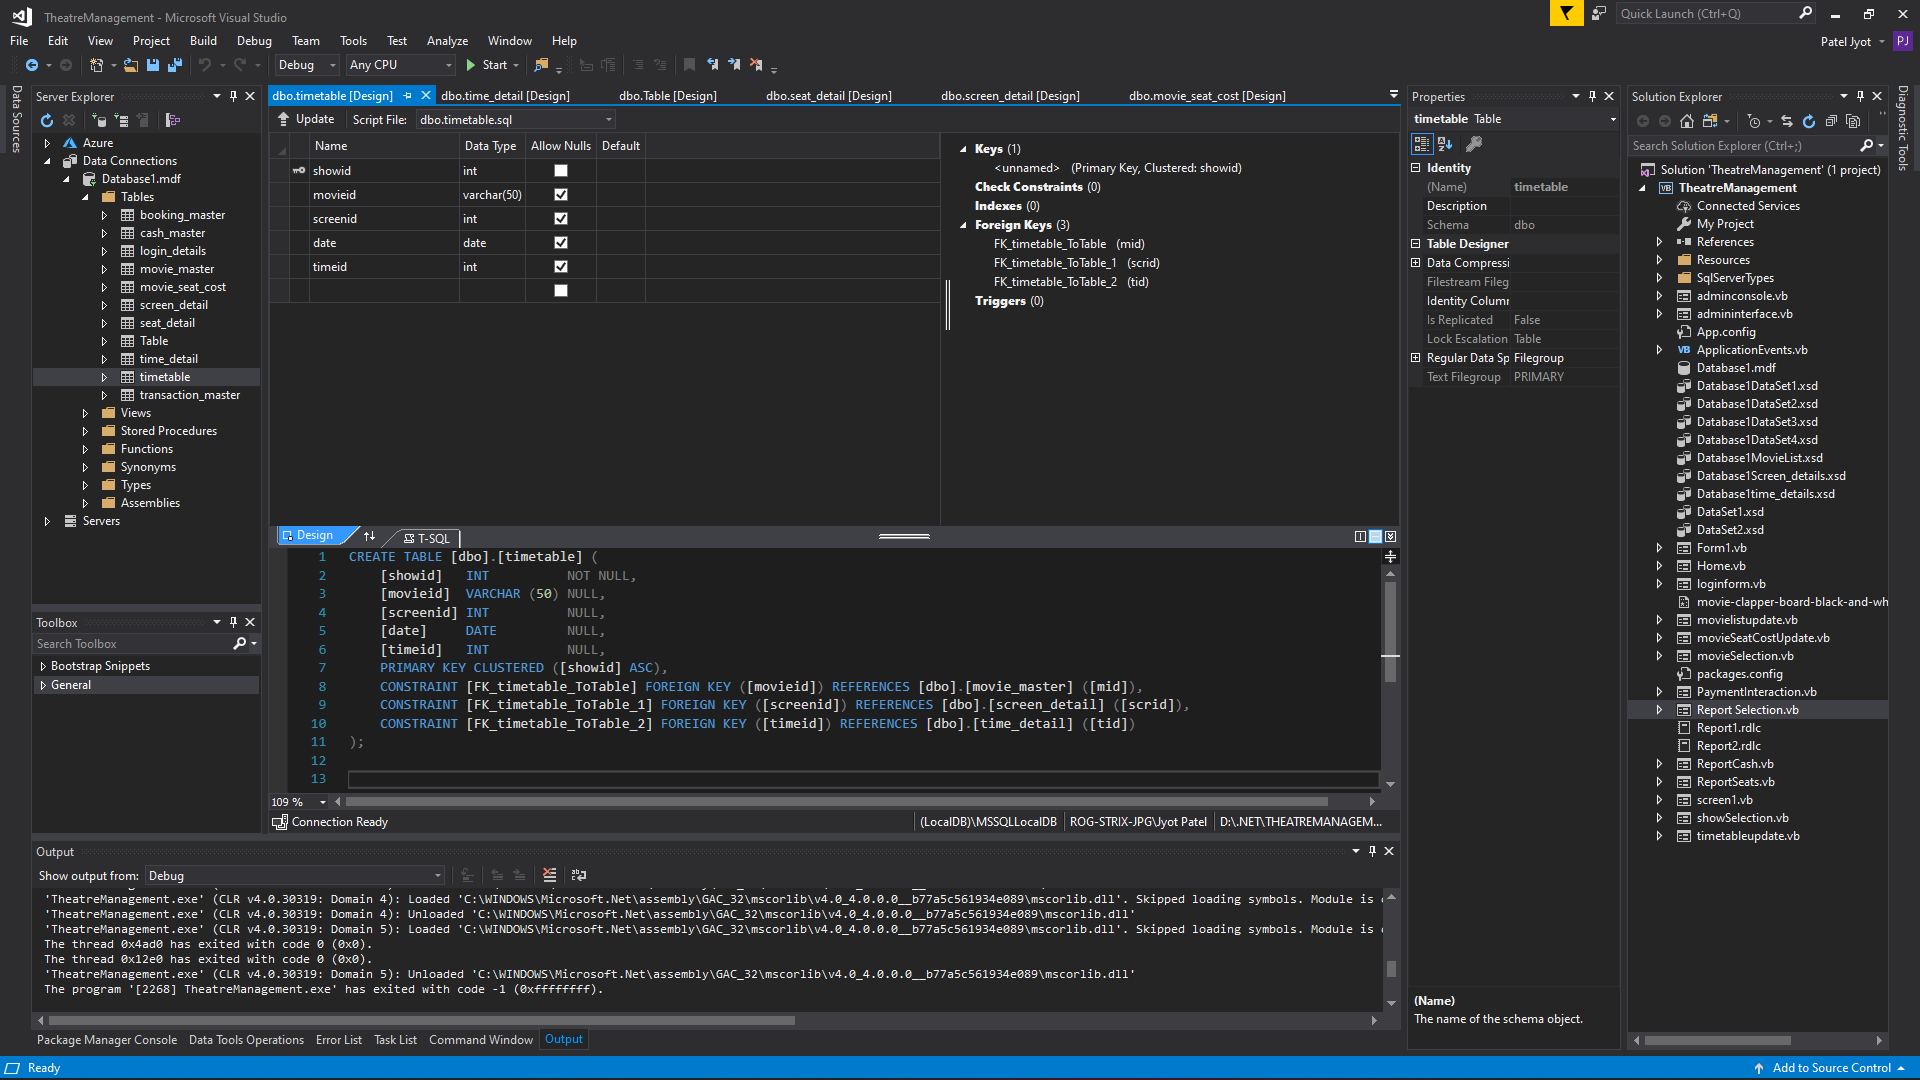 TheatreManagement - Microsoft Visual Studio
Quick Launch (Ctrl+Q)
File Edit View Project Build Debug Team Tools Test Analyze Window Help
Patel Jyot PJ
Debug Any CPU Start
Data Sources
Server Explorer
Azure
Data Connections
Database1.mdf
Tables
booking_master
cash_master
login_details
movie_master
movie_seat_cost
screen_detail
seat_detail
Table
time_detail
timetable
transaction_master
Views
Stored Procedures
Functions
Synonyms
Types
Assemblies
Servers
Toolbox
Search Toolbox
Bootstrap Snippets
General
dbo.timetable [Design] dbo.time_detail [Design] dbo.Table [Design] dbo.seat_detail [Design] dbo.screen_detail [Design] dbo.movie_seat_cost [Design]
Update Script File: dbo.timetable.sql
Name Data Type Allow Nulls Default
showid int
movieid varchar(50)
screenid int
date date
timeid int
Keys (1)
<unnamed> (Primary Key, Clustered: showid)
Check Constraints (0)
Indexes (0)
Foreign Keys (3)
FK_timetable_ToTable (mid)
FK_timetable_ToTable_1 (scrid)
FK_timetable_ToTable_2 (tid)
Triggers (0)
Design T-SQL
1 CREATE TABLE [dbo].[timetable] (
2 [showid] INT NOT NULL,
3 [movieid] VARCHAR (50) NULL,
4 [screenid] INT NULL,
5 [date] DATE NULL,
6 [timeid] INT NULL,
7 PRIMARY KEY CLUSTERED ([showid] ASC),
8 CONSTRAINT [FK_timetable_ToTable] FOREIGN KEY ([movieid]) REFERENCES [dbo].[movie_master] ([mid]),
9 CONSTRAINT [FK_timetable_ToTable_1] FOREIGN KEY ([screenid]) REFERENCES [dbo].[screen_detail] ([scrid]),
10 CONSTRAINT [FK_timetable_ToTable_2] FOREIGN KEY ([timeid]) REFERENCES [dbo].[time_detail] ([tid])
11 );
12
13
109 %
Connection Ready (LocalDB)\MSSQLLocalDB ROG-STRIX-JPG\Jyot Patel D:\.NET\THEATREMANAGEM...
Output
Show output from: Debug
'TheatreManagement.exe' (CLR v4.0.30319: Domain 4): Loaded 'C:\WINDOWS\Microsoft.Net\assembly\GAC_32\mscorlib\v4.0_4.0.0.0__b77a5c561934e089\mscorlib.dll'. Skipped loading symbols. Module is
'TheatreManagement.exe' (CLR v4.0.30319: Domain 4): Unloaded 'C:\WINDOWS\Microsoft.Net\assembly\GAC_32\mscorlib\v4.0_4.0.0.0__b77a5c561934e089\mscorlib.dll'
'TheatreManagement.exe' (CLR v4.0.30319: Domain 5): Loaded 'C:\WINDOWS\Microsoft.Net\assembly\GAC_32\mscorlib\v4.0_4.0.0.0__b77a5c561934e089\mscorlib.dll'. Skipped loading symbols. Module is
The thread 0x4ad0 has exited with code 0 (0x0).
The thread 0x12e0 has exited with code 0 (0x0).
'TheatreManagement.exe' (CLR v4.0.30319: Domain 5): Unloaded 'C:\WINDOWS\Microsoft.Net\assembly\GAC_32\mscorlib\v4.0_4.0.0.0__b77a5c561934e089\mscorlib.dll'
The program '[2268] TheatreManagement.exe' has exited with code -1 (0xffffffff).
Package Manager Console Data Tools Operations Error List Task List Command Window Output
Properties
timetable Table
Identity
(Name) timetable
Description
Schema dbo
Table Designer
Data Compressi
Filestream Fileg
Identity Colum
Is Replicated False
Lock Escalation Table
Regular Data Sp Filegroup
Text Filegroup PRIMARY
(Name)
The name of the schema object.
Solution Explorer
Search Solution Explorer (Ctrl+;)
Solution 'TheatreManagement' (1 project)
VB TheatreManagement
Connected Services
My Project
References
Resources
SqlServerTypes
adminconsole.vb
admininterface.vb
App.config
VB ApplicationEvents.vb
Database1.mdf
Database1DataSet1.xsd
Database1DataSet2.xsd
Database1DataSet3.xsd
Database1DataSet4.xsd
Database1MovieList.xsd
Database1Screen_details.xsd
Database1time_details.xsd
DataSet1.xsd
DataSet2.xsd
Form1.vb
Home.vb
loginform.vb
movie-clapper-board-black-and-wh
movielistupdate.vb
movieSeatCostUpdate.vb
movieSelection.vb
packages.config
PaymentInteraction.vb
Report Selection.vb
Report1.rdlc
Report2.rdlc
ReportCash.vb
ReportSeats.vb
screen1.vb
showSelection.vb
timetableupdate.vb
Diagnostic Tools
Ready
Add to Source Control